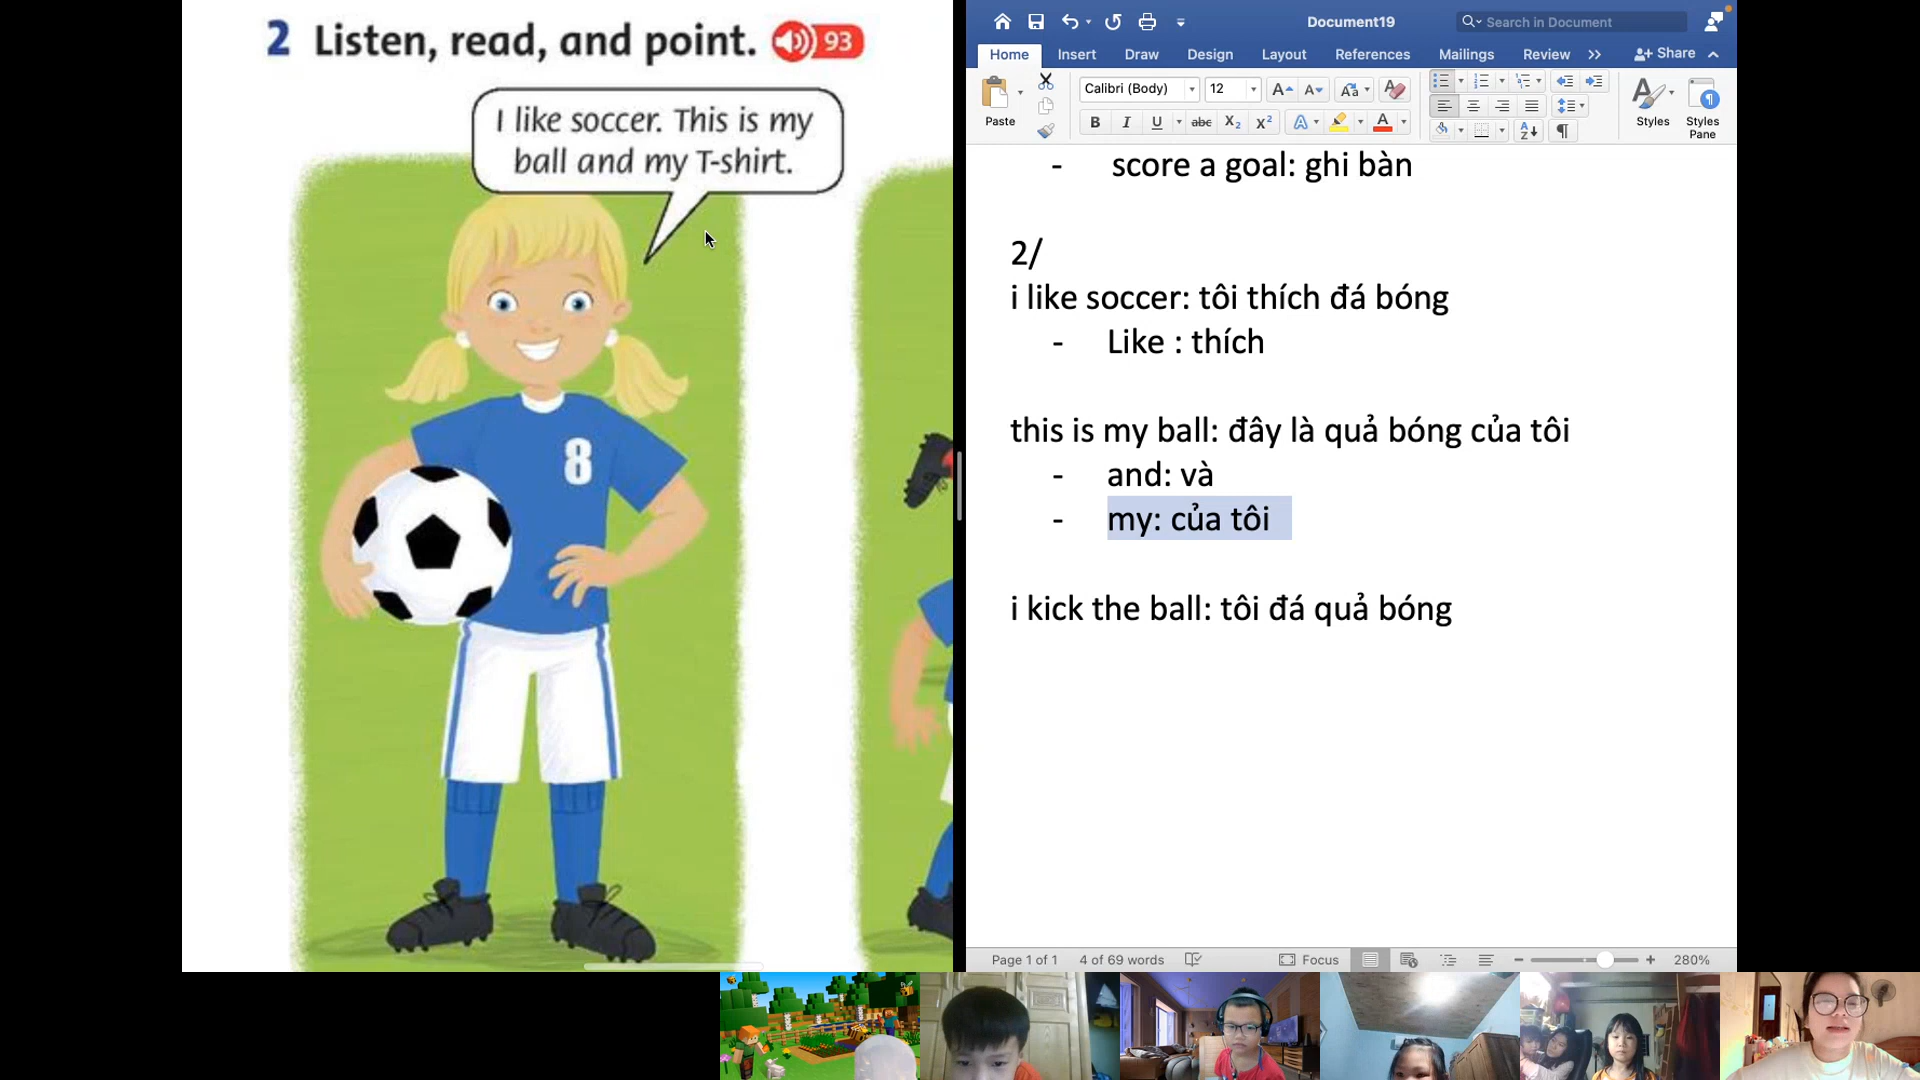 2 Listen, read, and point. 93
I like soccer. This is my
ball and my T-shirt.
8
Document19
Search in Document
Home Insert Draw Design Layout References Mailings Review >> Share
Paste
Calibri (Body) 12
Styles
Styles
Pane
- score a goal: ghi bàn
2/
i like soccer: tôi thích đá bóng
- Like : thích
this is my ball: đây là quả bóng của tôi
- and: và
- my: của tôi
i kick the ball: tôi đá quả bóng
Page 1 of 1 4 of 69 words Focus 280%